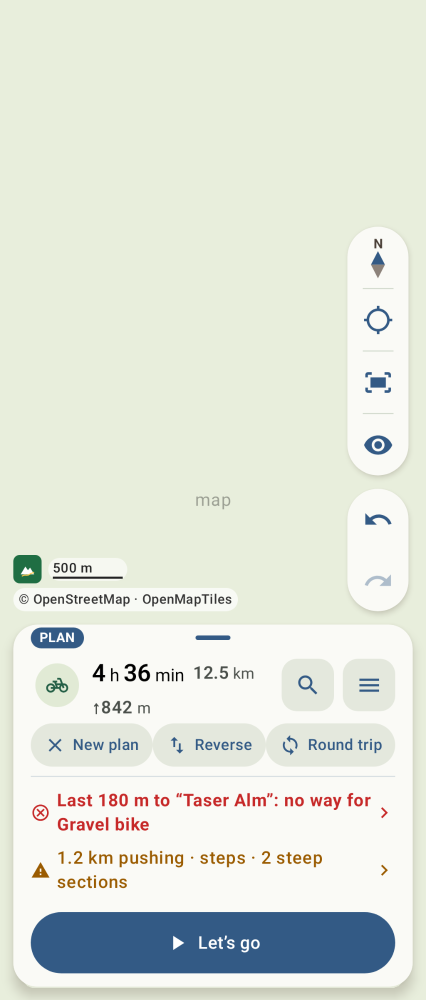 N
map
500 m
© OpenStreetMap · OpenMapTiles
PLAN
4 h 36 min 12.5 km
↑842 m
New plan
Reverse
Round trip
Last 180 m to “Taser Alm”: no way for
Gravel bike
1.2 km pushing · steps · 2 steep
sections
Let’s go